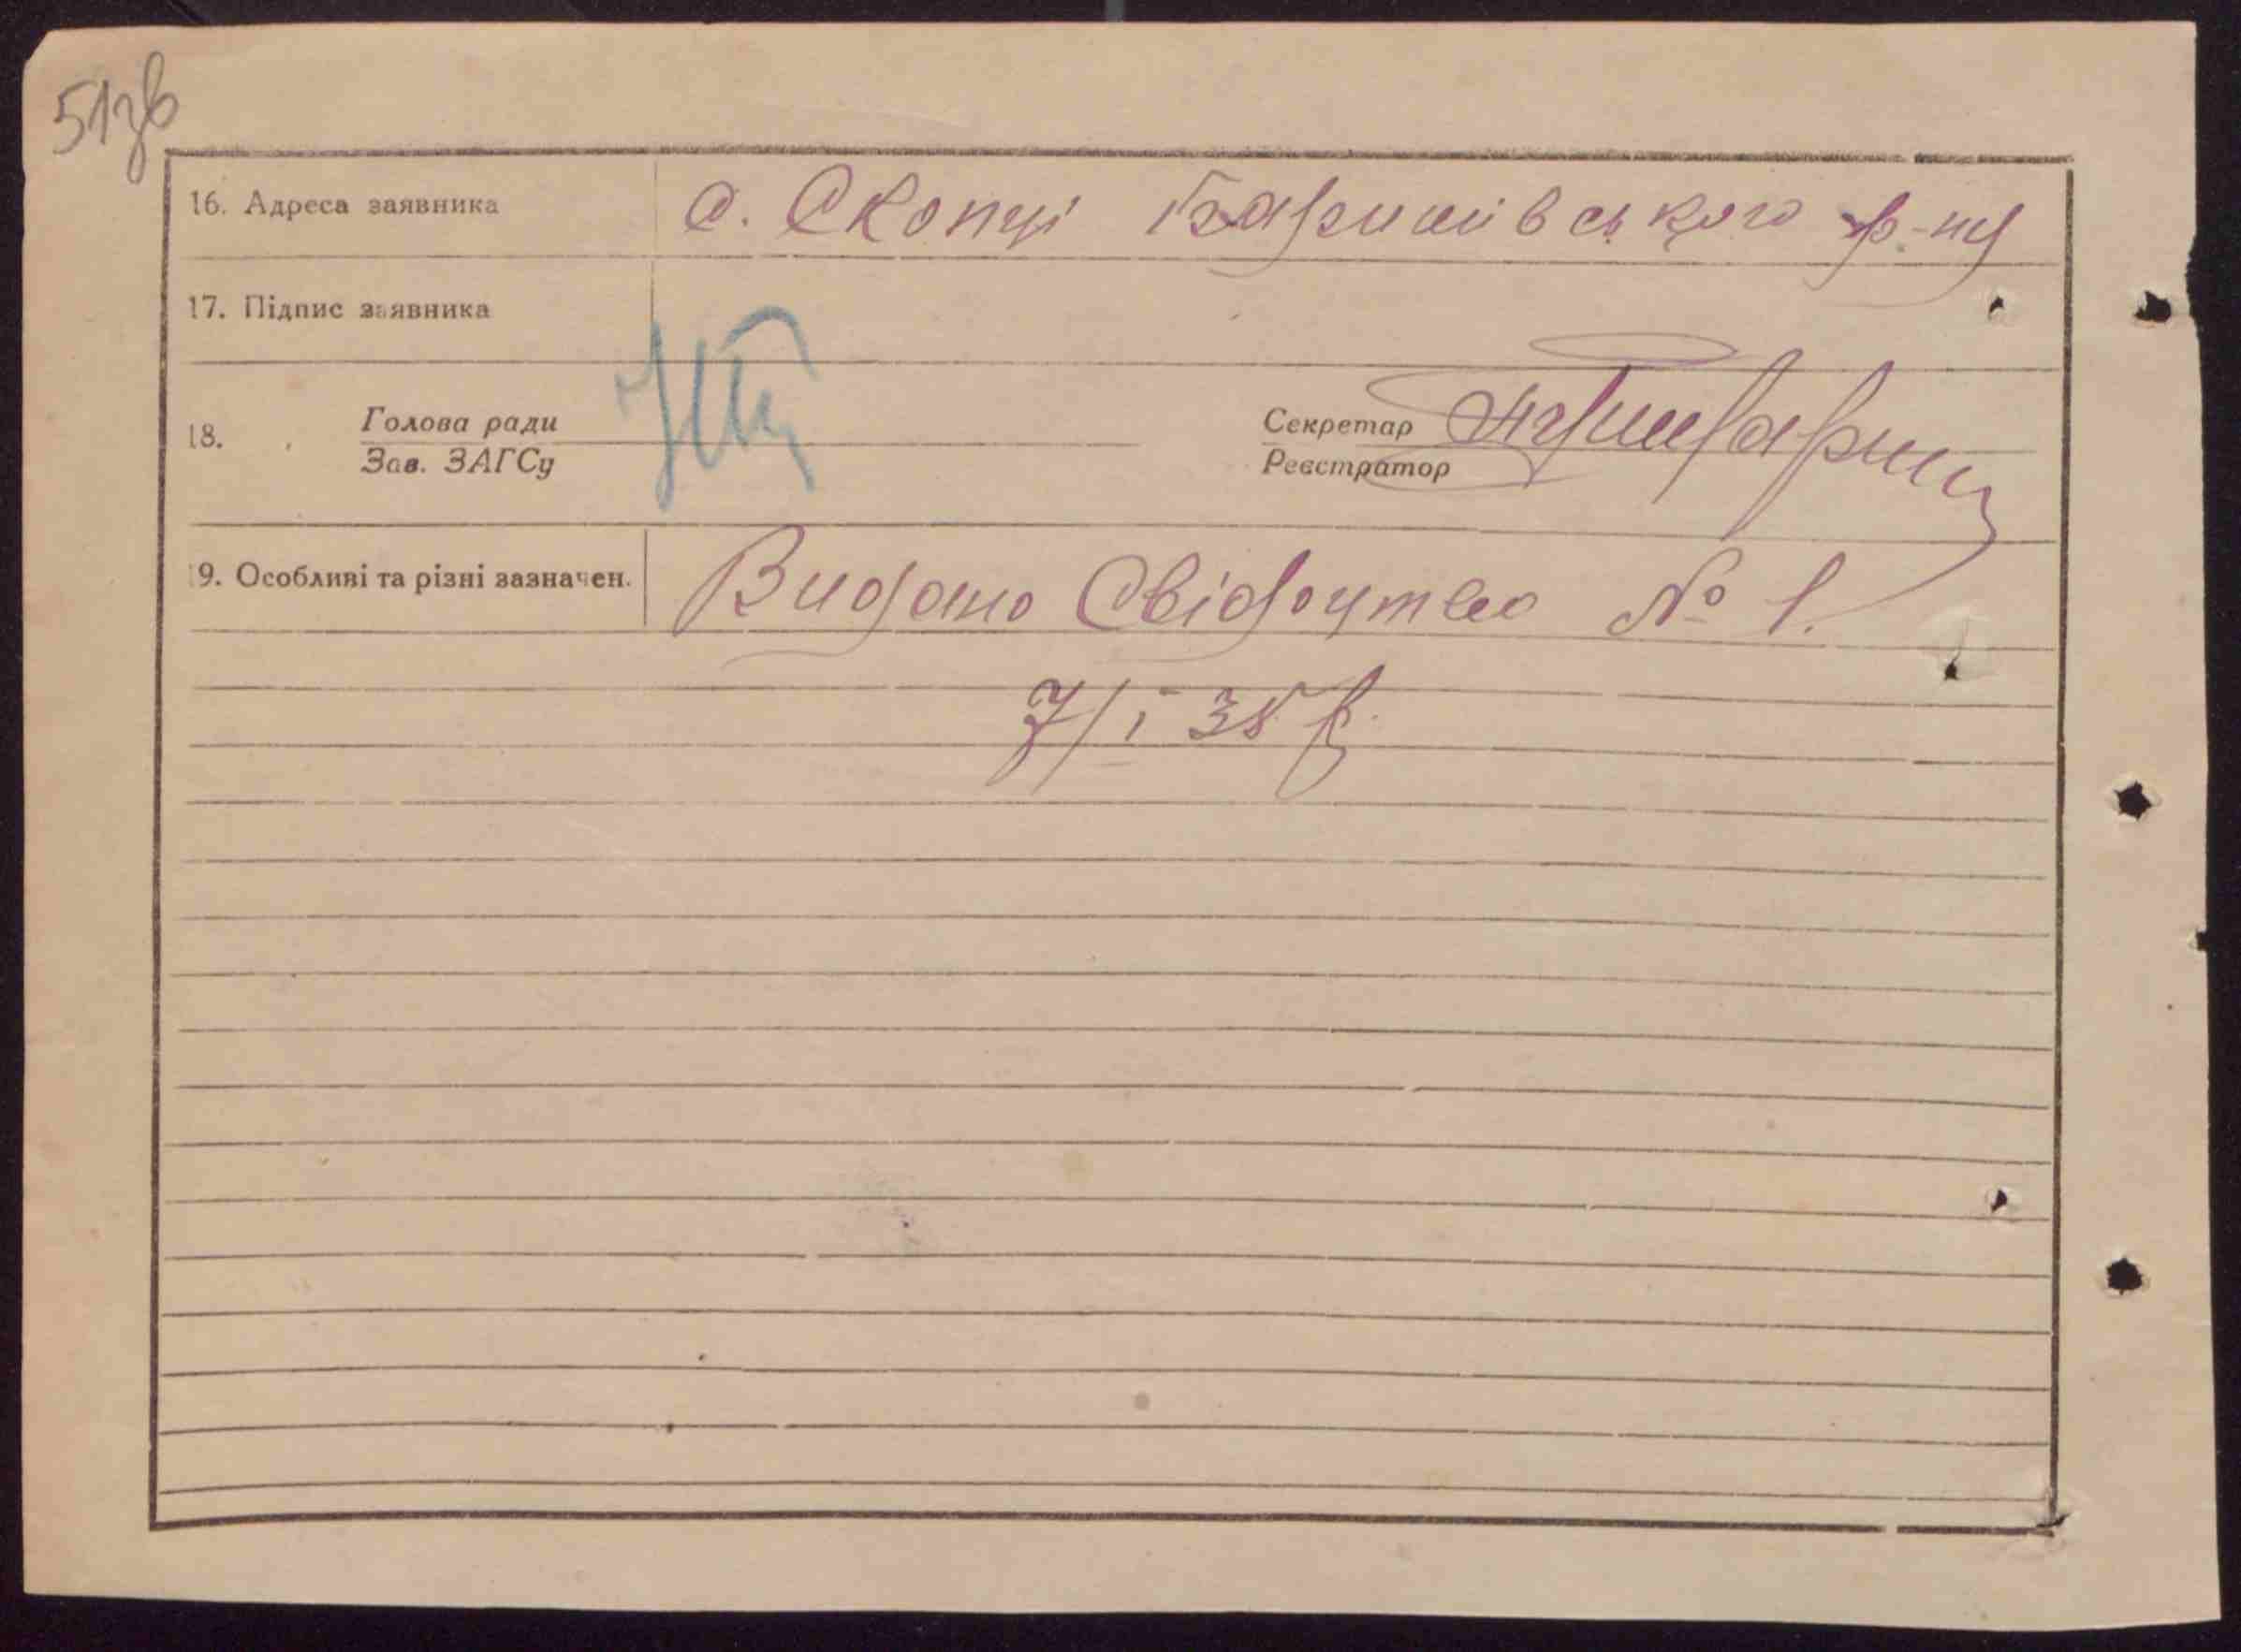 51зв
16. Адреса заявника с. Скопці Баришівського р-ну
17. Підпис заявника
18. Голова ради Секретар
Зав. ЗАГСу Реєстратор
9. Особливі та різні зазначен. Видано Свідоцтво № 1.
7/I 38 р.